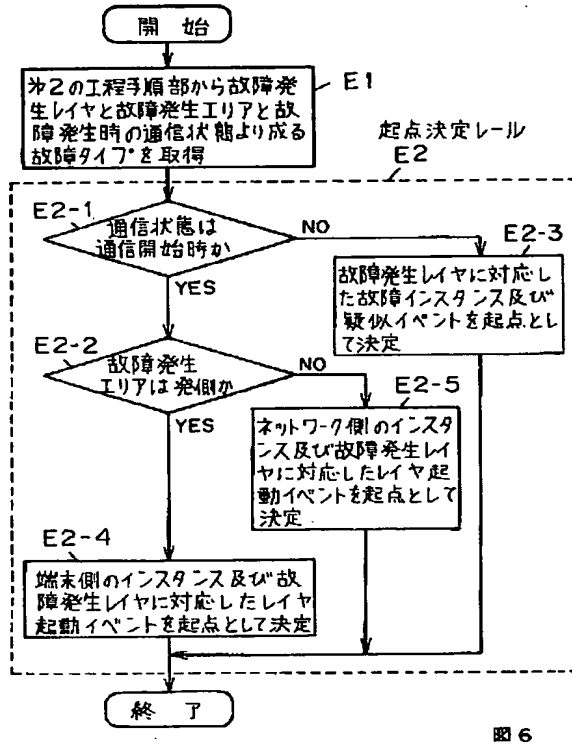 開 始
E1
オ2の工程手順部から故障発
生レイヤと故障発生エリアと故
障発生時の通信状態より成る
故障タイプを取得
起点決定レール
E2
E2-1
通信状態は
通信開始時か
NO
YES
E2-3
故障発生レイヤに対応し
た故障インスタンス及び
疑似イベントを起点とし
て決定
E2-2
故障発生
エリアは発側か
NO
YES
E2-5
ネットワーク側のインスタ
ンス及び故障発生レイ
ヤに対応したレイヤ起
動イベントを起点として
決定
E2-4
端末側のインスタンス及び故
障発生レイヤに対応したレイヤ
起動イベントを起点として決定
終 了
図6